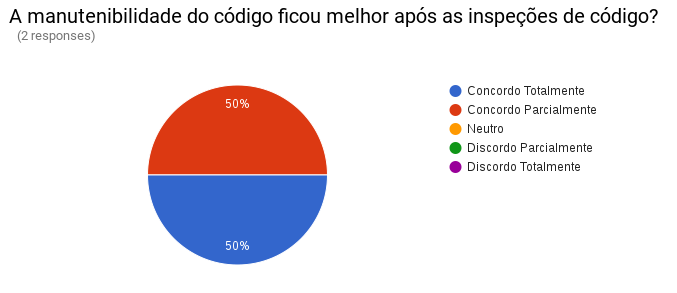 A manutenibilidade do código ficou melhor após as inspeções de código?
(2 responses)
50%
50%
Concordo Totalmente
Concordo Parcialmente
Neutro
Discordo Parcialmente
Discordo Totalmente